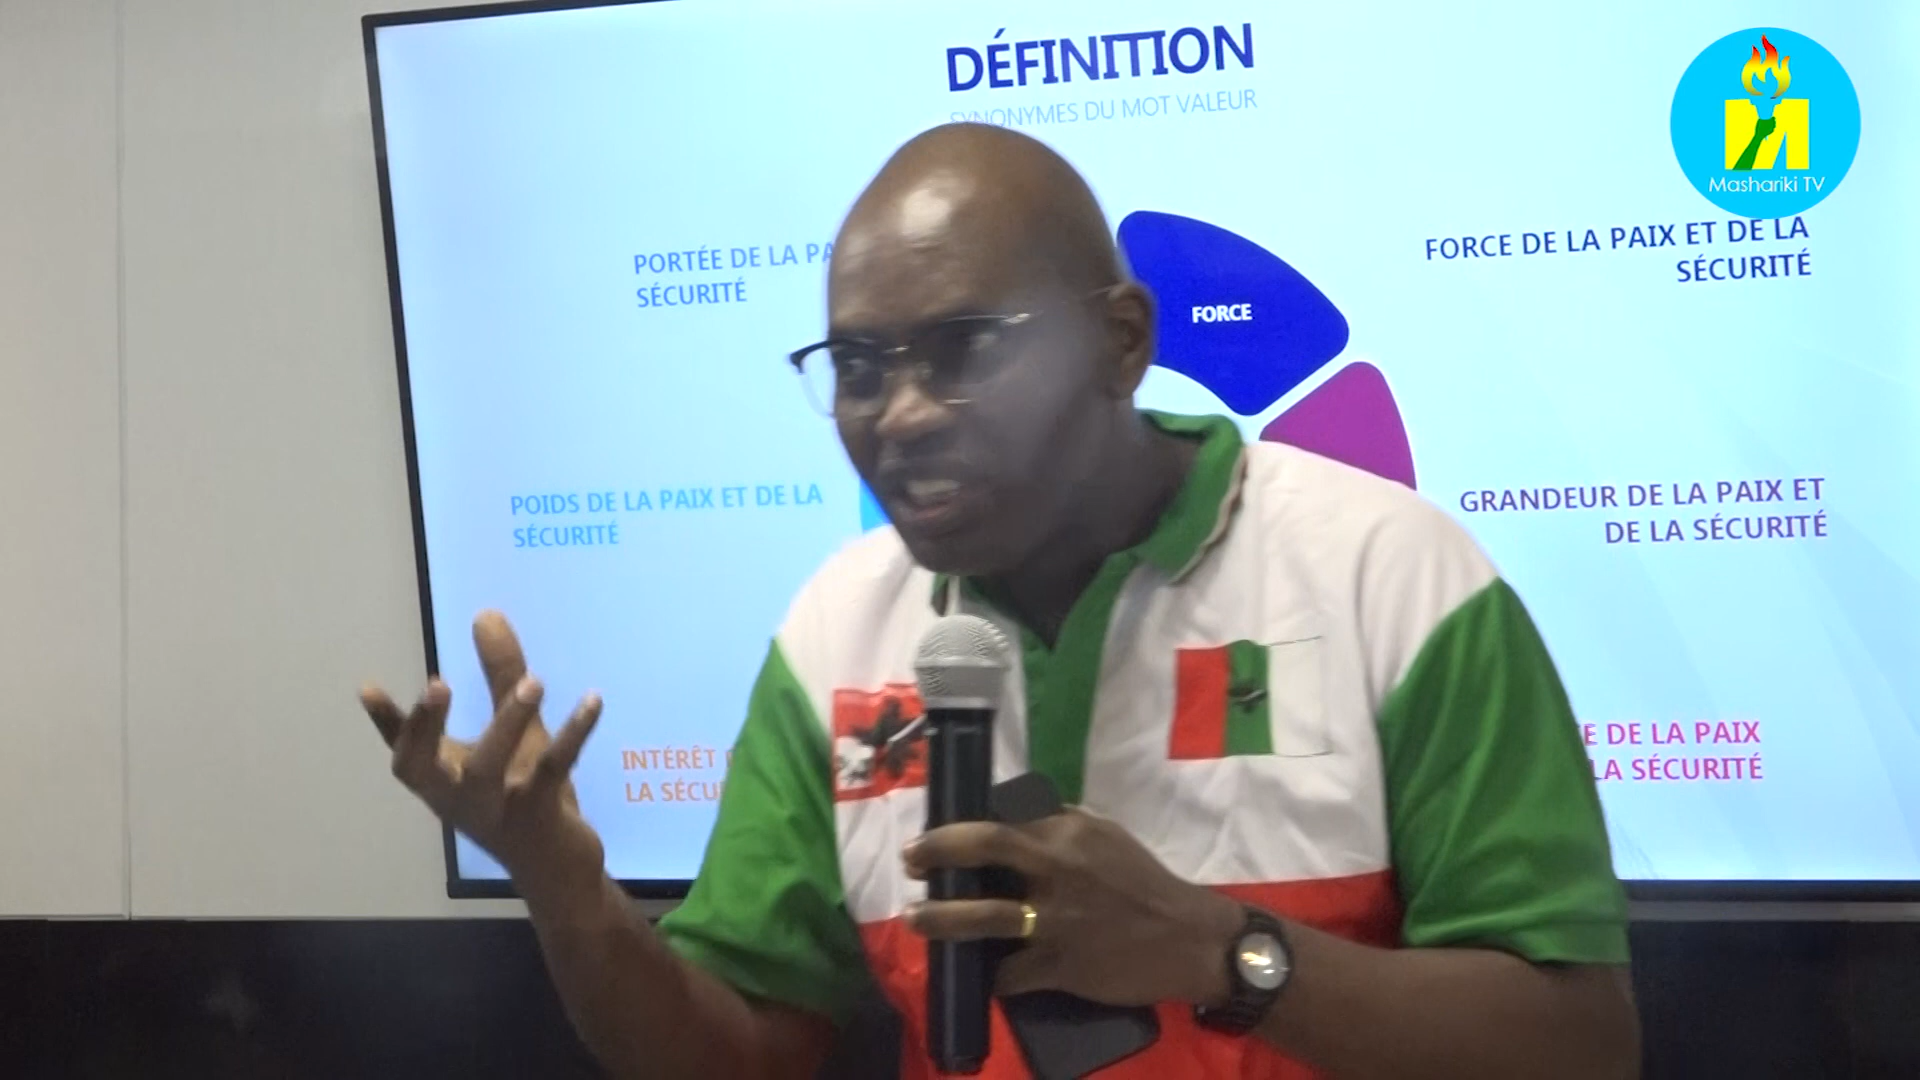 DÉFINITION
SYNONYMES DU MOT VALEUR
Mashariki TV
PORTÉE DE LA
SÉCURITÉ
FORCE
FORCE DE LA PAIX ET DE LA
SÉCURITÉ
POIDS DE LA PAIX ET DE LA
SÉCURITÉ
GRANDEUR DE LA PAIX ET
DE LA SÉCURITÉ
INTÉRÊT
LA
DE LA PAIX
LA SÉCURITÉ